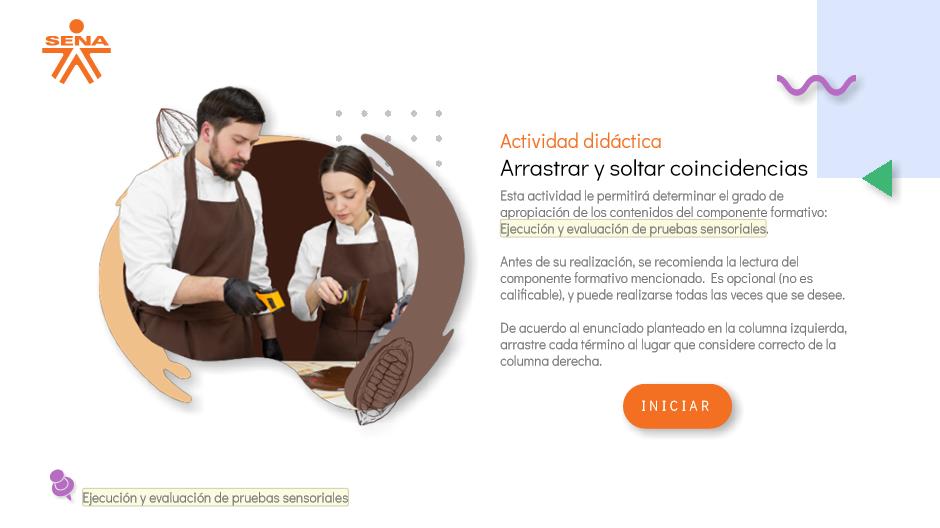 SENA
Actividad didáctica
Arrastrar y soltar coincidencias
Esta actividad le permitirá determinar el grado de
apropiación de los contenidos del componente formativo:
Ejecución y evaluación de pruebas sensoriales.
Antes de su realización, se recomienda la lectura del
componente formativo mencionado. Es opcional (no es
calificable), y puede realizarse todas las veces que se desee.
De acuerdo al enunciado planteado en la columna izquierda,
arrastre cada término al lugar que considere correcto de la
columna derecha.
INICIAR
Ejecución y evaluación de pruebas sensoriales